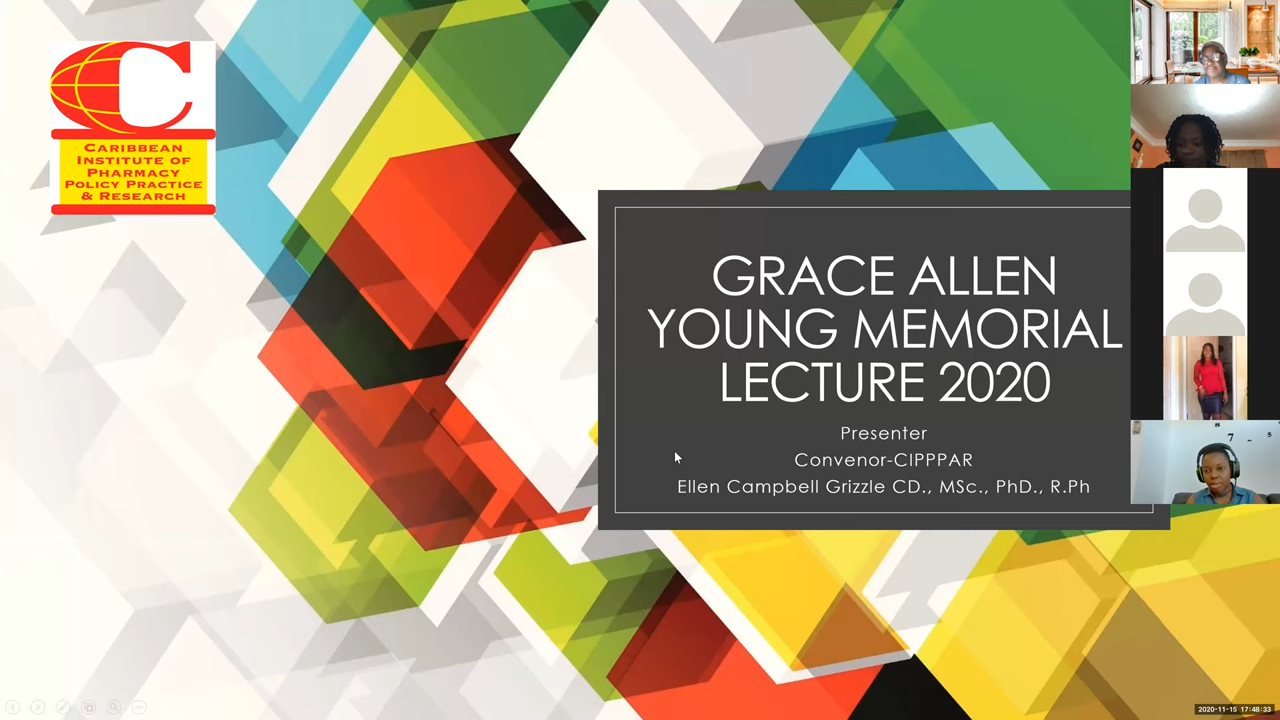 CARIBBEAN
INSTITUTE OF
PHARMACY
POLICY PRACTICE
& RESEARCH
GRACE ALLEN
YOUNG MEMORIAL
LECTURE 2020
Presenter
Convenor-CIPPPAR
Ellen Campbell Grizzle CD., MSc., PhD., R.Ph
2020-11-15 17:48:33